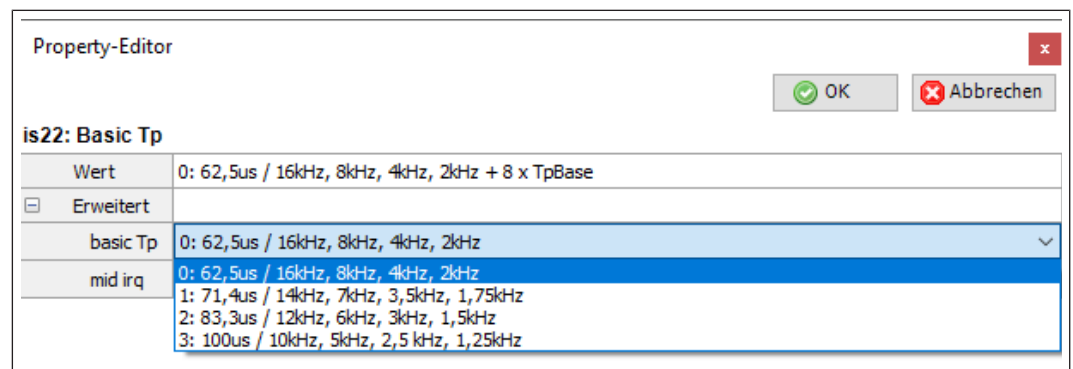 Property-Editor
x
OK
Abbrechen
is22: Basic Tp
Wert 0: 62,5us / 16kHz, 8kHz, 4kHz, 2kHz + 8 x TpBase
Erweitert
basic Tp 0: 62,5us / 16kHz, 8kHz, 4kHz, 2kHz
mid irq
0: 62,5us / 16kHz, 8kHz, 4kHz, 2kHz
1: 71,4us / 14kHz, 7kHz, 3,5kHz, 1,75kHz
2: 83,3us / 12kHz, 6kHz, 3kHz, 1,5kHz
3: 100us / 10kHz, 5kHz, 2,5 kHz, 1,25kHz